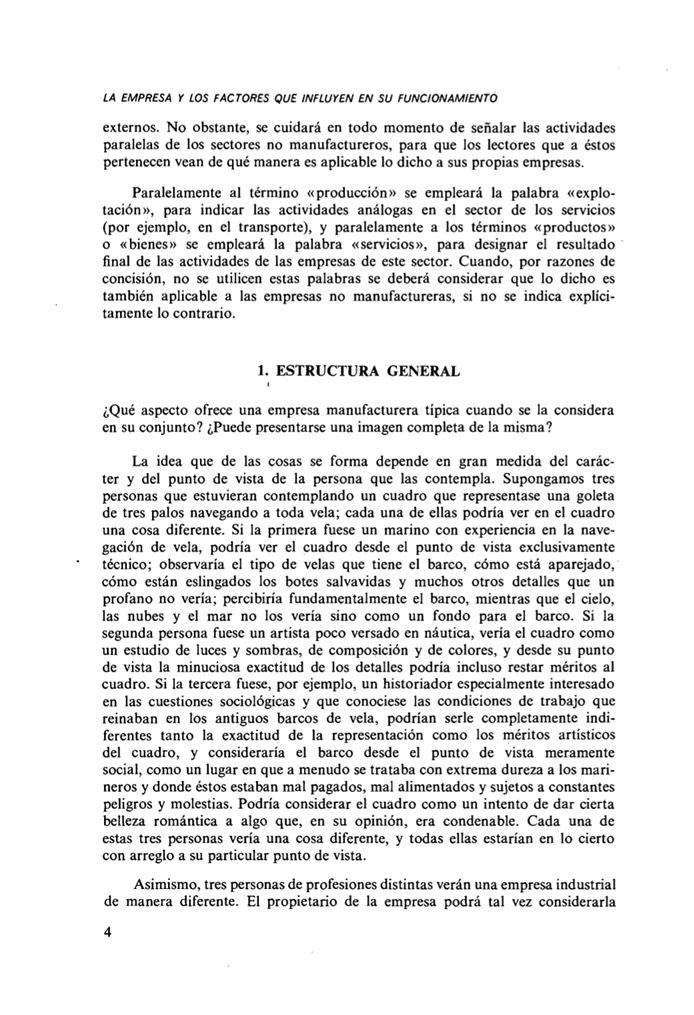 LA EMPRESA Y LOS FACTORES QUE INFLUYEN EN SU FUNCIONAMIENTO
externos. No obstante, se cuidará en todo momento de señalar las actividades
paralelas de los sectores no manufactureros, para que los lectores que a éstos
pertenecen vean de qué manera es aplicable lo dicho a sus propias empresas.
Paralelamente al término «producción» se empleará la palabra «explo-
tación», para indicar las actividades análogas en el sector de los servicios
(por ejemplo, en el transporte), y paralelamente a los términos «productos»
o «bienes» se empleará la palabra «servicios», para designar el resultado
final de las actividades de las empresas de este sector. Cuando, por razones de
concisión, no se utilicen estas palabras se deberá considerar que lo dicho es
también aplicable a las empresas no manufactureras, si no se indica explíci-
tamente lo contrario.
1. ESTRUCTURA GENERAL
¿Qué aspecto ofrece una empresa manufacturera típica cuando se la considera
en su conjunto? ¿Puede presentarse una imagen completa de la misma?
La idea que de las cosas se forma depende en gran medida del carác-
ter y del punto de vista de la persona que las contempla. Supongamos tres
personas que estuvieran contemplando un cuadro que representase una goleta
de tres palos navegando a toda vela; cada una de ellas podría ver en el cuadro
una cosa diferente. Si la primera fuese un marino con experiencia en la nave-
gación de vela, podría ver el cuadro desde el punto de vista exclusivamente
técnico; observaría el tipo de velas que tiene el barco, cómo está aparejado,
cómo están eslingados los botes salvavidas y muchos otros detalles que un
profano no vería; percibiría fundamentalmente el barco, mientras que el cielo,
las nubes y el mar no los vería sino como un fondo para el barco. Si la
segunda persona fuese un artista poco versado en náutica, vería el cuadro como
un estudio de luces y sombras, de composición y de colores, y desde su punto
de vista la minuciosa exactitud de los detalles podría incluso restar méritos al
cuadro. Si la tercera fuese, por ejemplo, un historiador especialmente interesado
en las cuestiones sociológicas y que conociese las condiciones de trabajo que
reinaban en los antiguos barcos de vela, podrían serle completamente indi-
ferentes tanto la exactitud de la representación como los méritos artísticos
del cuadro, y consideraría el barco desde el punto de vista meramente
social, como un lugar en que a menudo se trataba con extrema dureza a los mari-
neros y donde éstos estaban mal pagados, mal alimentados y sujetos a constantes
peligros y molestias. Podría considerar el cuadro como un intento de dar cierta
belleza romántica a algo que, en su opinión, era condenable. Cada una de
estas tres personas vería una cosa diferente, y todas ellas estarían en lo cierto
con arreglo a su particular punto de vista.
Asimismo, tres personas de profesiones distintas verán una empresa industrial
de manera diferente. El propietario de la empresa podrá tal vez considerarla
4